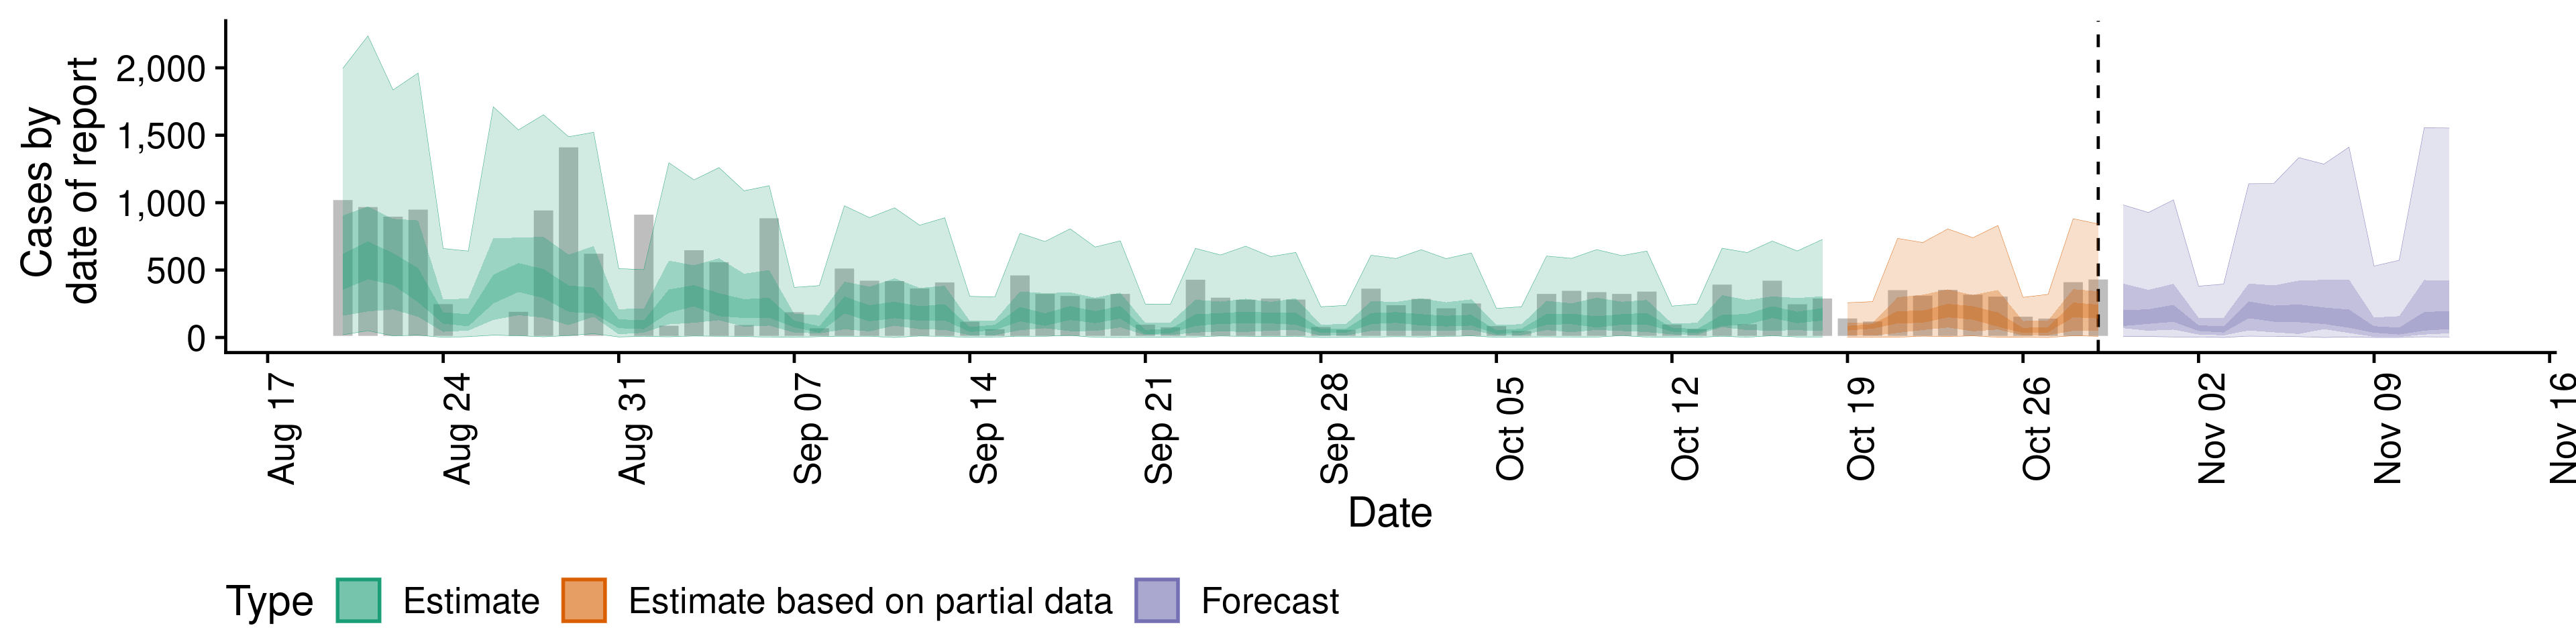 Cases by
date of report
2,000
1,500
1,000
500
0
Aug 17
Aug 24
Aug 31
Sep 07
Sep 14
Sep 21
Sep 28
Oct 05
Oct 12
Oct 19
Oct 26
Nov 02
Nov 09
Nov 16
Date
Type Estimate Estimate based on partial data Forecast